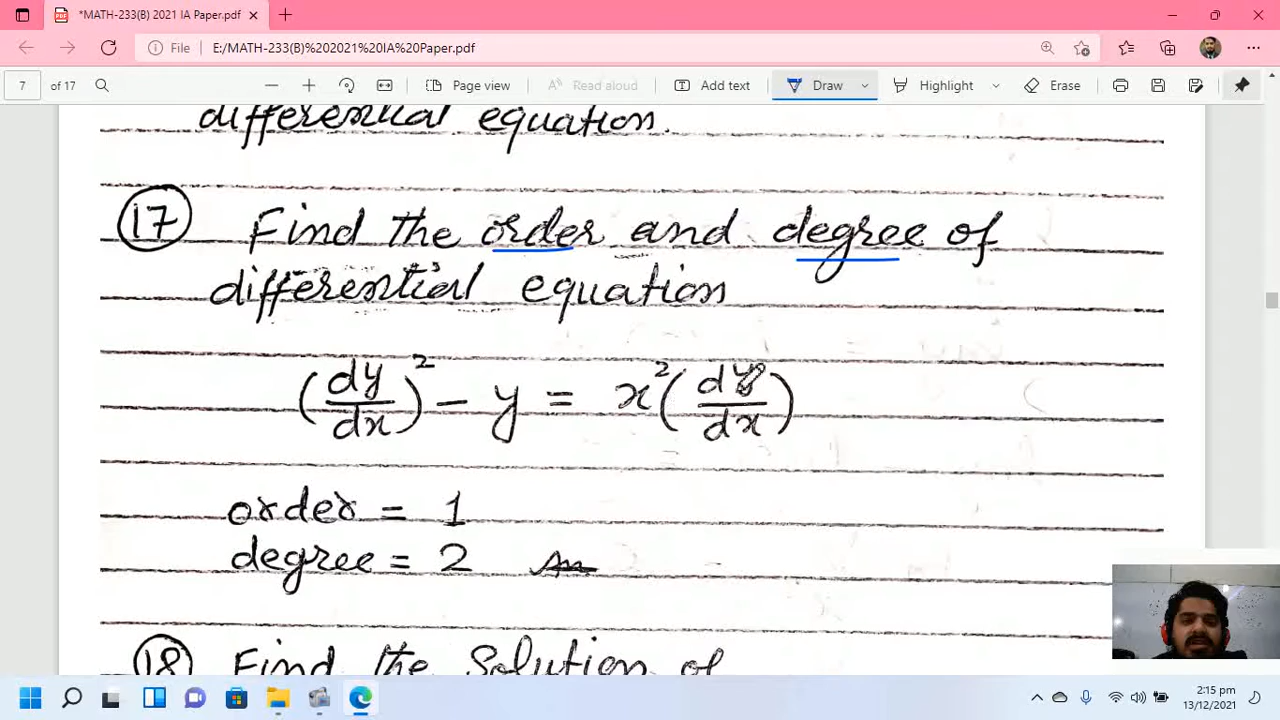 *MATH-233(B) 2021 IA Paper.pdf
File E:/MATH-233(B)%202021%20IA%20Paper.pdf
7 of 17 Page view Read aloud Add text Draw Highlight Erase
differential equation.
17 Find the order and degree of
differential equation
(dy/dx)² - y = x²(dy/dx)
order = 1
degree = 2 Ans
18 Find the Solution of
2:15 pm
13/12/2021